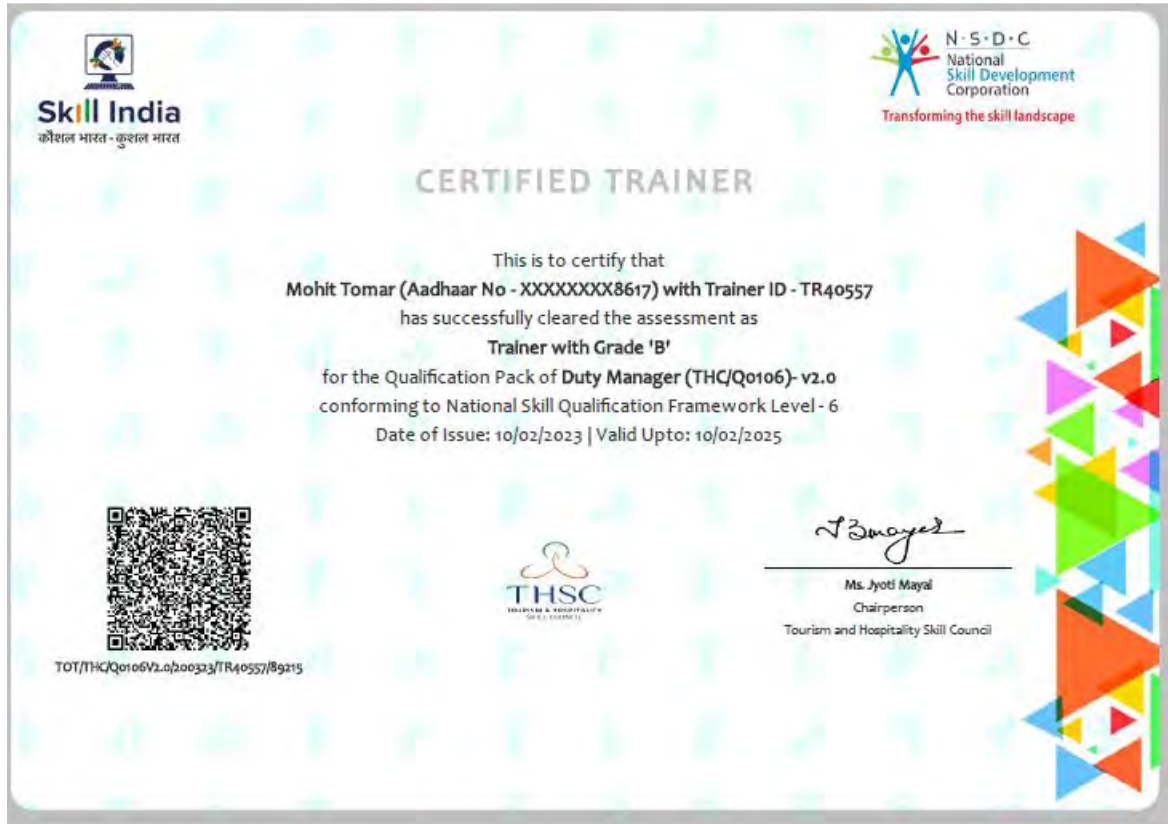 Skill India
कौशल भारत - कुशल भारत
N·S·D·C
National
Skill Development
Corporation
Transforming the skill landscape
CERTIFIED TRAINER
This is to certify that
Mohit Tomar (Aadhaar No - XXXXXXXX8617) with Trainer ID - TR40557
has successfully cleared the assessment as
Trainer with Grade 'B'
for the Qualification Pack of Duty Manager (THC/Q0106)- v2.0
conforming to National Skill Qualification Framework Level - 6
Date of Issue: 10/02/2023 | Valid Upto: 10/02/2025
TOT/THC/Q0106V2.0/200323/TR40557/89215
THSC
TOURISM & HOSPITALITY
SKILL COUNCIL
Ms. Jyoti Mayal
Chairperson
Tourism and Hospitality Skill Council